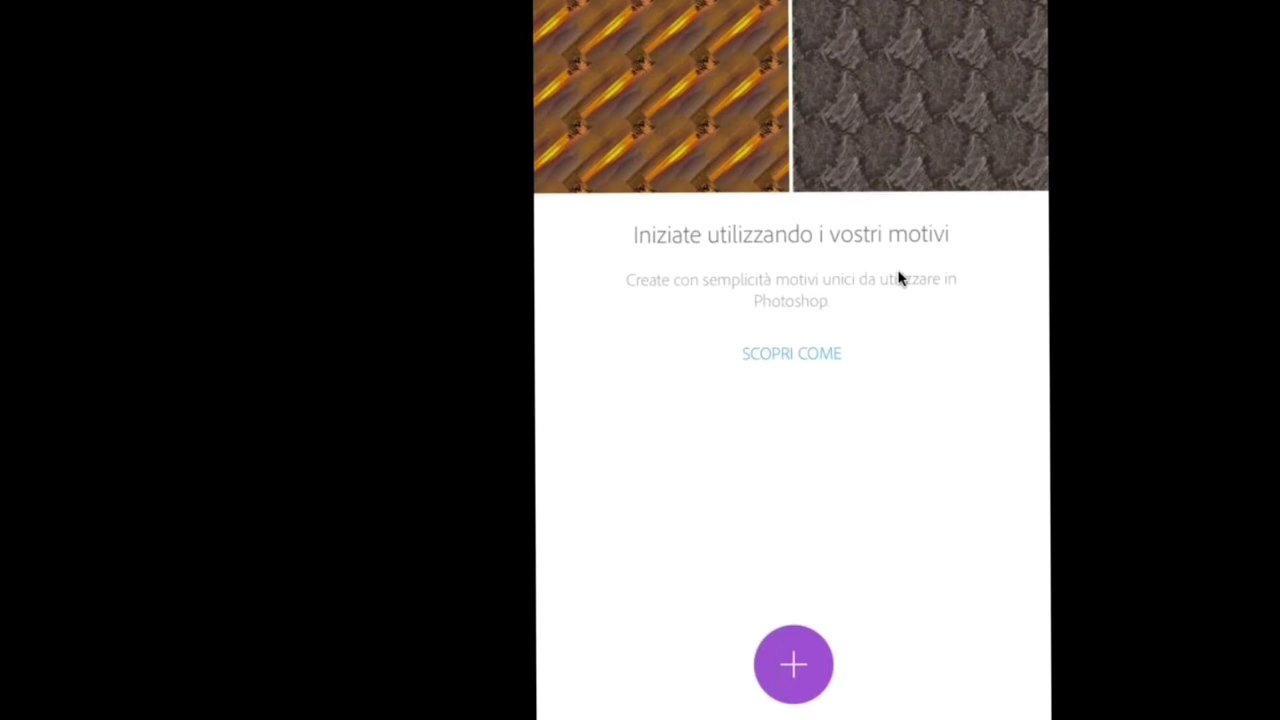 Iniziate utilizzando i vostri motivi
Create con semplicità motivi unici da utilizzare in
Photoshop.
SCOPRI COME